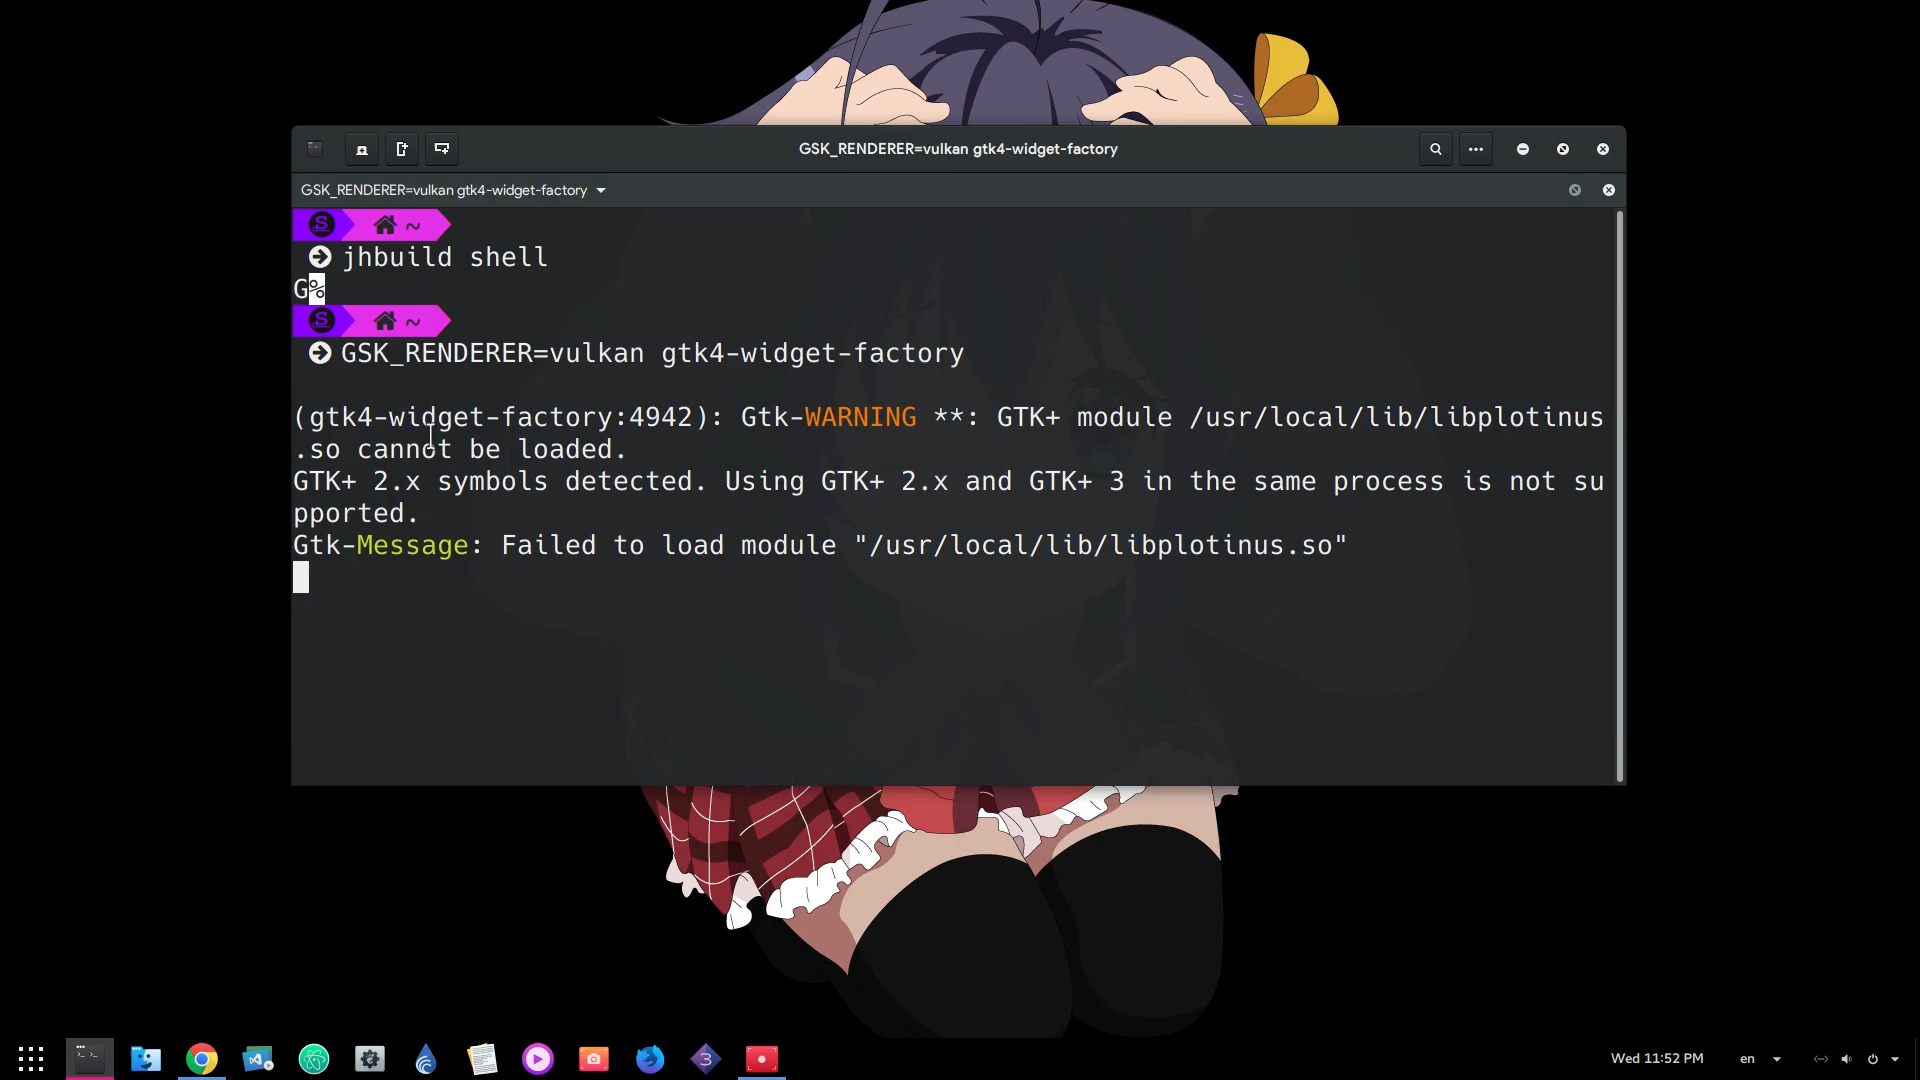 GSK_RENDERER=vulkan gtk4-widget-factory
GSK_RENDERER=vulkan gtk4-widget-factory
S ~
jhbuild shell
G%
S ~
GSK_RENDERER=vulkan gtk4-widget-factory
(gtk4-widget-factory:4942): Gtk-WARNING **: GTK+ module /usr/local/lib/libplotinus
.so cannot be loaded.
GTK+ 2.x symbols detected. Using GTK+ 2.x and GTK+ 3 in the same process is not su
pported.
Gtk-Message: Failed to load module "/usr/local/lib/libplotinus.so"
3
Wed 11:52 PM
en